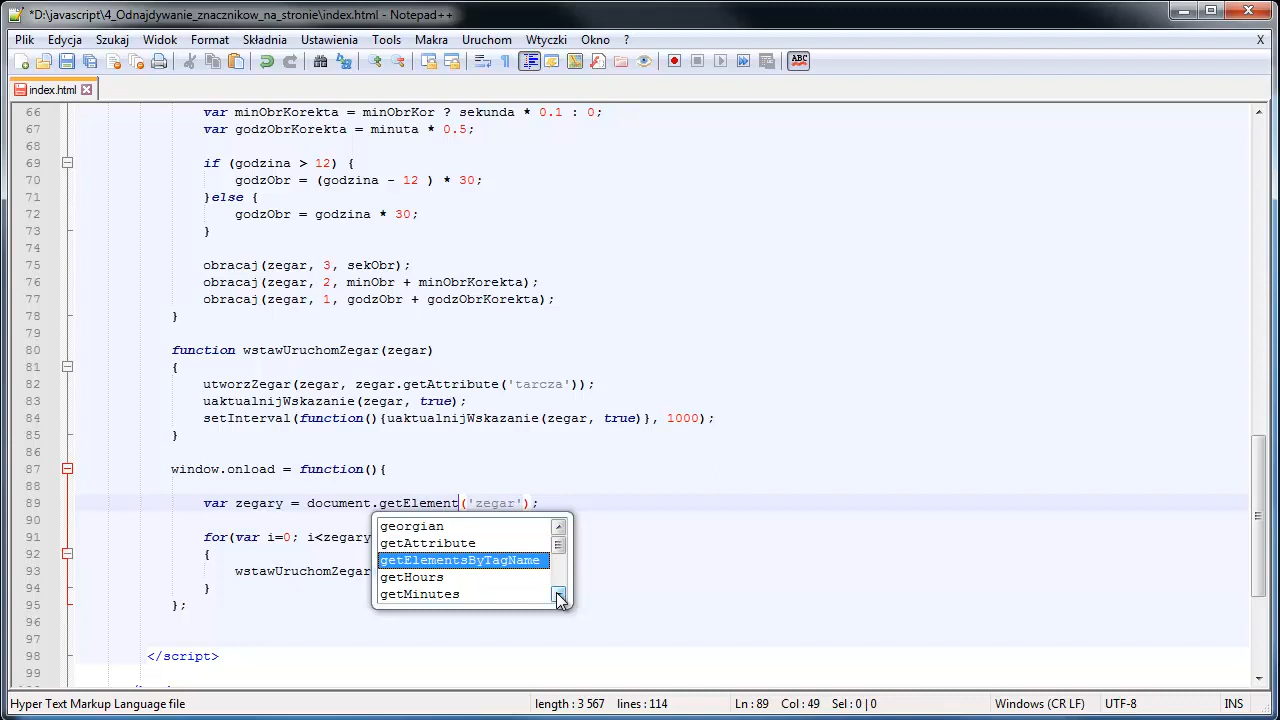 *D:\javascript\4_Odnajdywanie_znacznikow_na_stronie\index.html - Notepad++
Plik Edycja Szukaj Widok Format Składnia Ustawienia Tools Makra Uruchom Wtyczki Okno ? X
ABC
index.html
66 var minObrKorekta = minObrKor ? sekunda * 0.1 : 0;
67 var godzObrKorekta = minuta * 0.5;
68
69 if (godzina > 12) {
70 godzObr = (godzina - 12 ) * 30;
71 }else {
72 godzObr = godzina * 30;
73 }
74
75 obracaj(zegar, 3, sekObr);
76 obracaj(zegar, 2, minObr + minObrKorekta);
77 obracaj(zegar, 1, godzObr + godzObrKorekta);
78 }
79
80 function wstawUruchomZegar(zegar)
81 {
82 utworzZegar(zegar, zegar.getAttribute('tarcza'));
83 uaktualnijWskazanie(zegar, true);
84 setInterval(function(){uaktualnijWskazanie(zegar, true)}, 1000);
85 }
86
87 window.onload = function(){
88
89 var zegary = document.getElement('zegar');
90
91 for(var i=0; i<zegary
92 {
93 wstawUruchomZegar
94 }
95 };
96
97
98 </script>
99
georgian
getAttribute
getElementsByTagName
getHours
getMinutes
Hyper Text Markup Language file length : 3 567 lines : 114 Ln : 89 Col : 49 Sel : 0 | 0 Windows (CR LF) UTF-8 INS